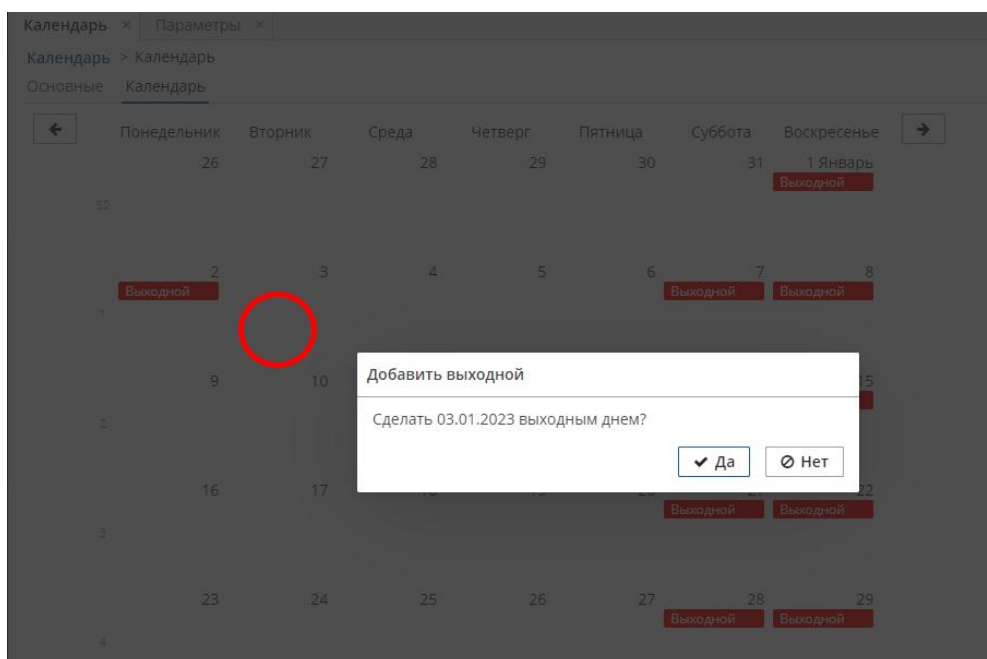 Календарь × Параметры ×
Календарь > Календарь
Основные Календарь
Понедельник Вторник Среда Четверг Пятница Суббота Воскресенье
26 27 28 29 30 31 1 Январь
Выходной
52
2 3 4 5 6 7 8
Выходной Выходной Выходной
1
Добавить выходной
9 10 15
Сделать 03.01.2023 выходным днем?
2
Да Нет
16 17 22
Выходной Выходной
3
23 24 25 26 27 28 29
Выходной Выходной
4